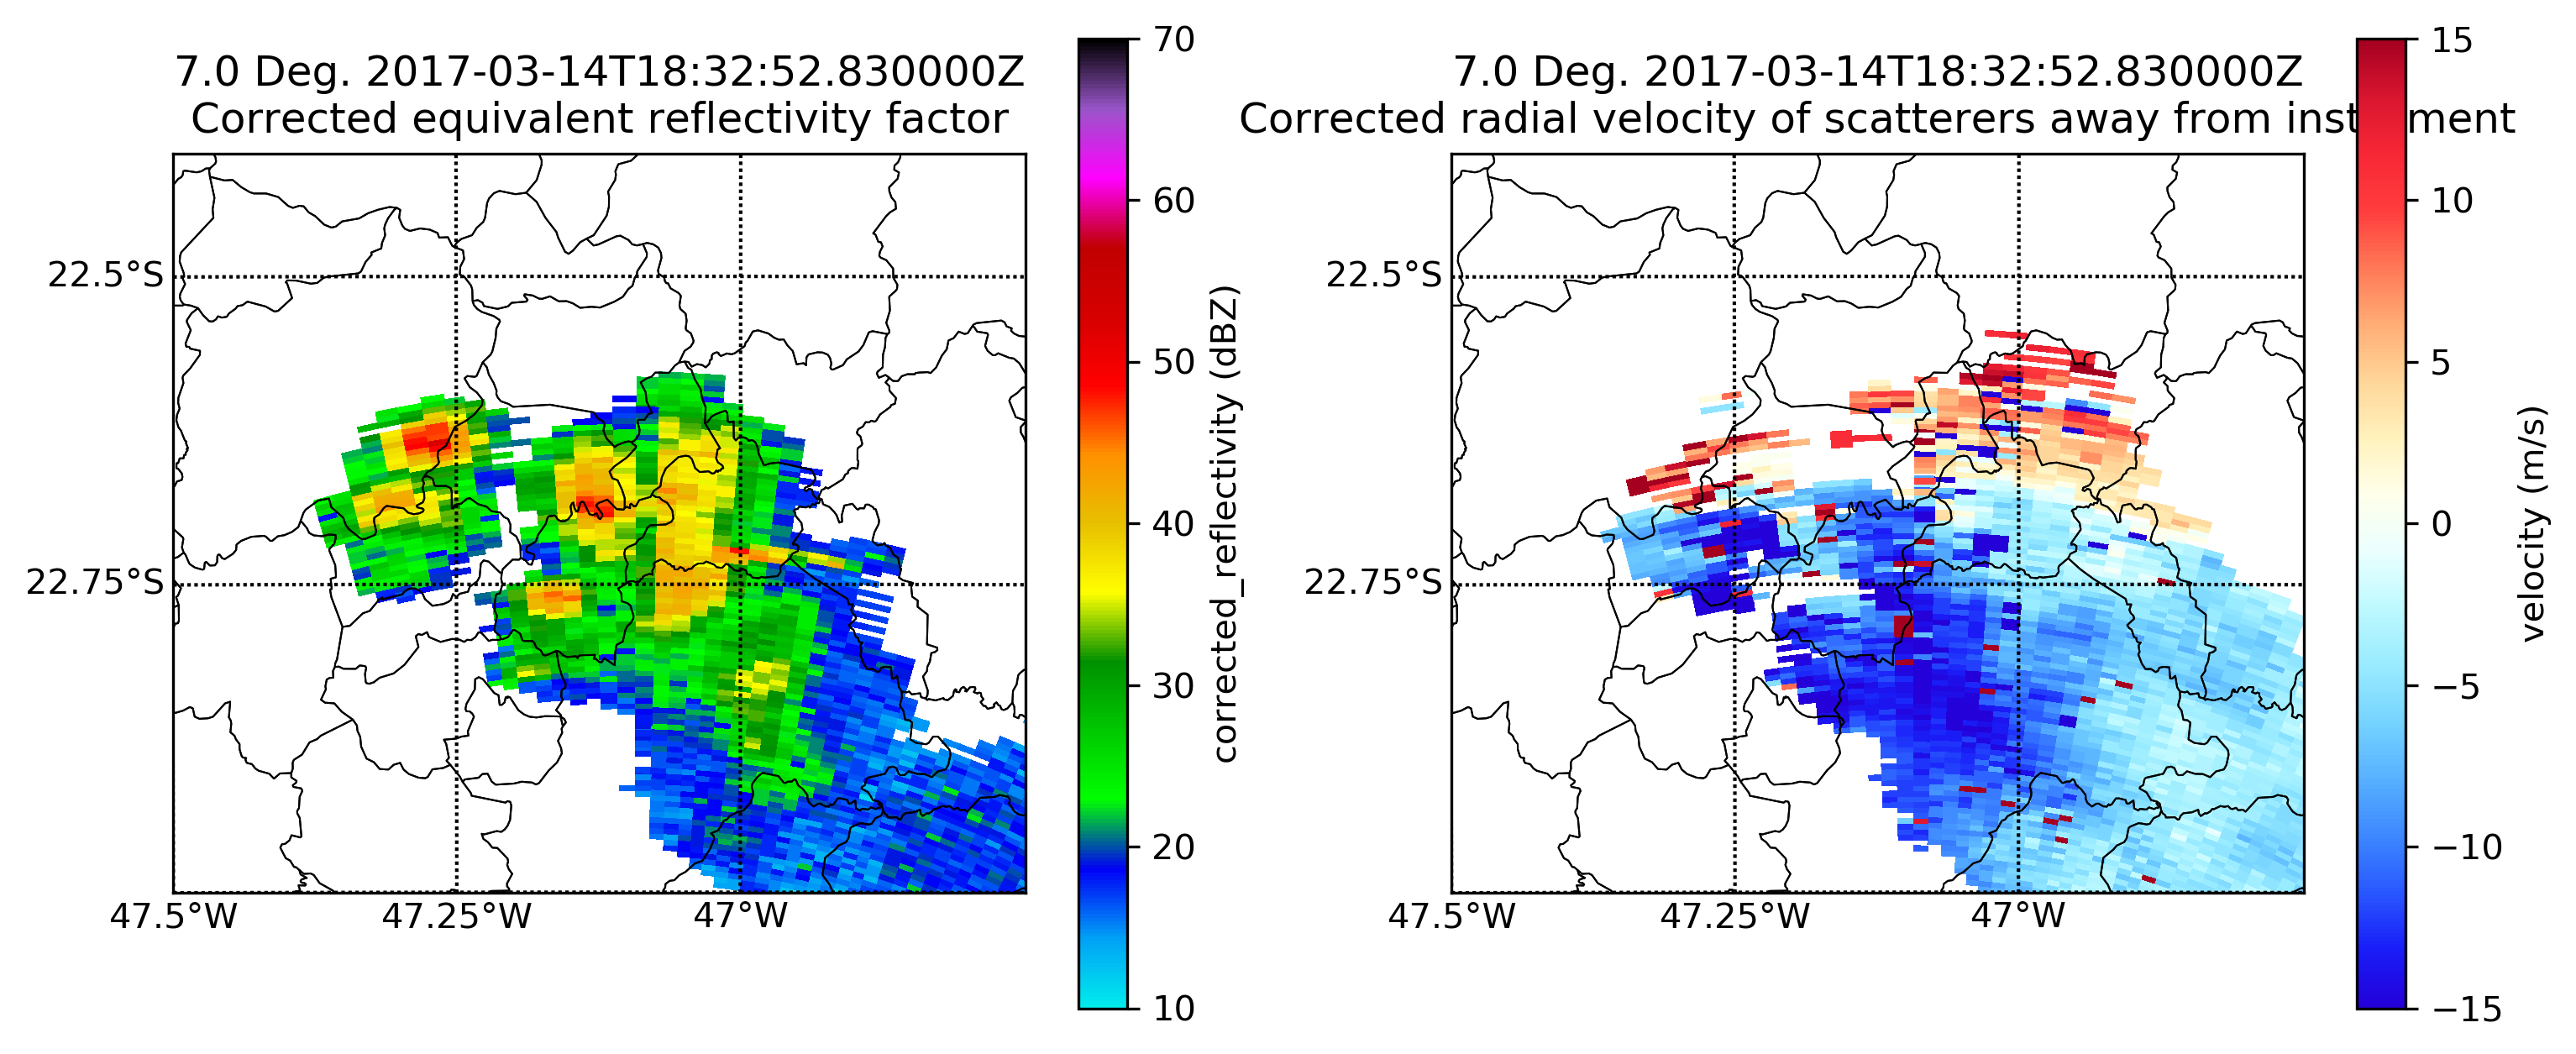 7.0 Deg. 2017-03-14T18:32:52.830000Z
Corrected equivalent reflectivity factor
22.5°S
22.75°S
47.5°W
47.25°W
47°W
70
60
50
40
30
20
10
corrected_reflectivity (dBZ)
7.0 Deg. 2017-03-14T18:32:52.830000Z
Corrected radial velocity of scatterers away from inst ment
22.5°S
22.75°S
47.5°W
47.25°W
47°W
15
10
5
0
−5
−10
−15
velocity (m/s)